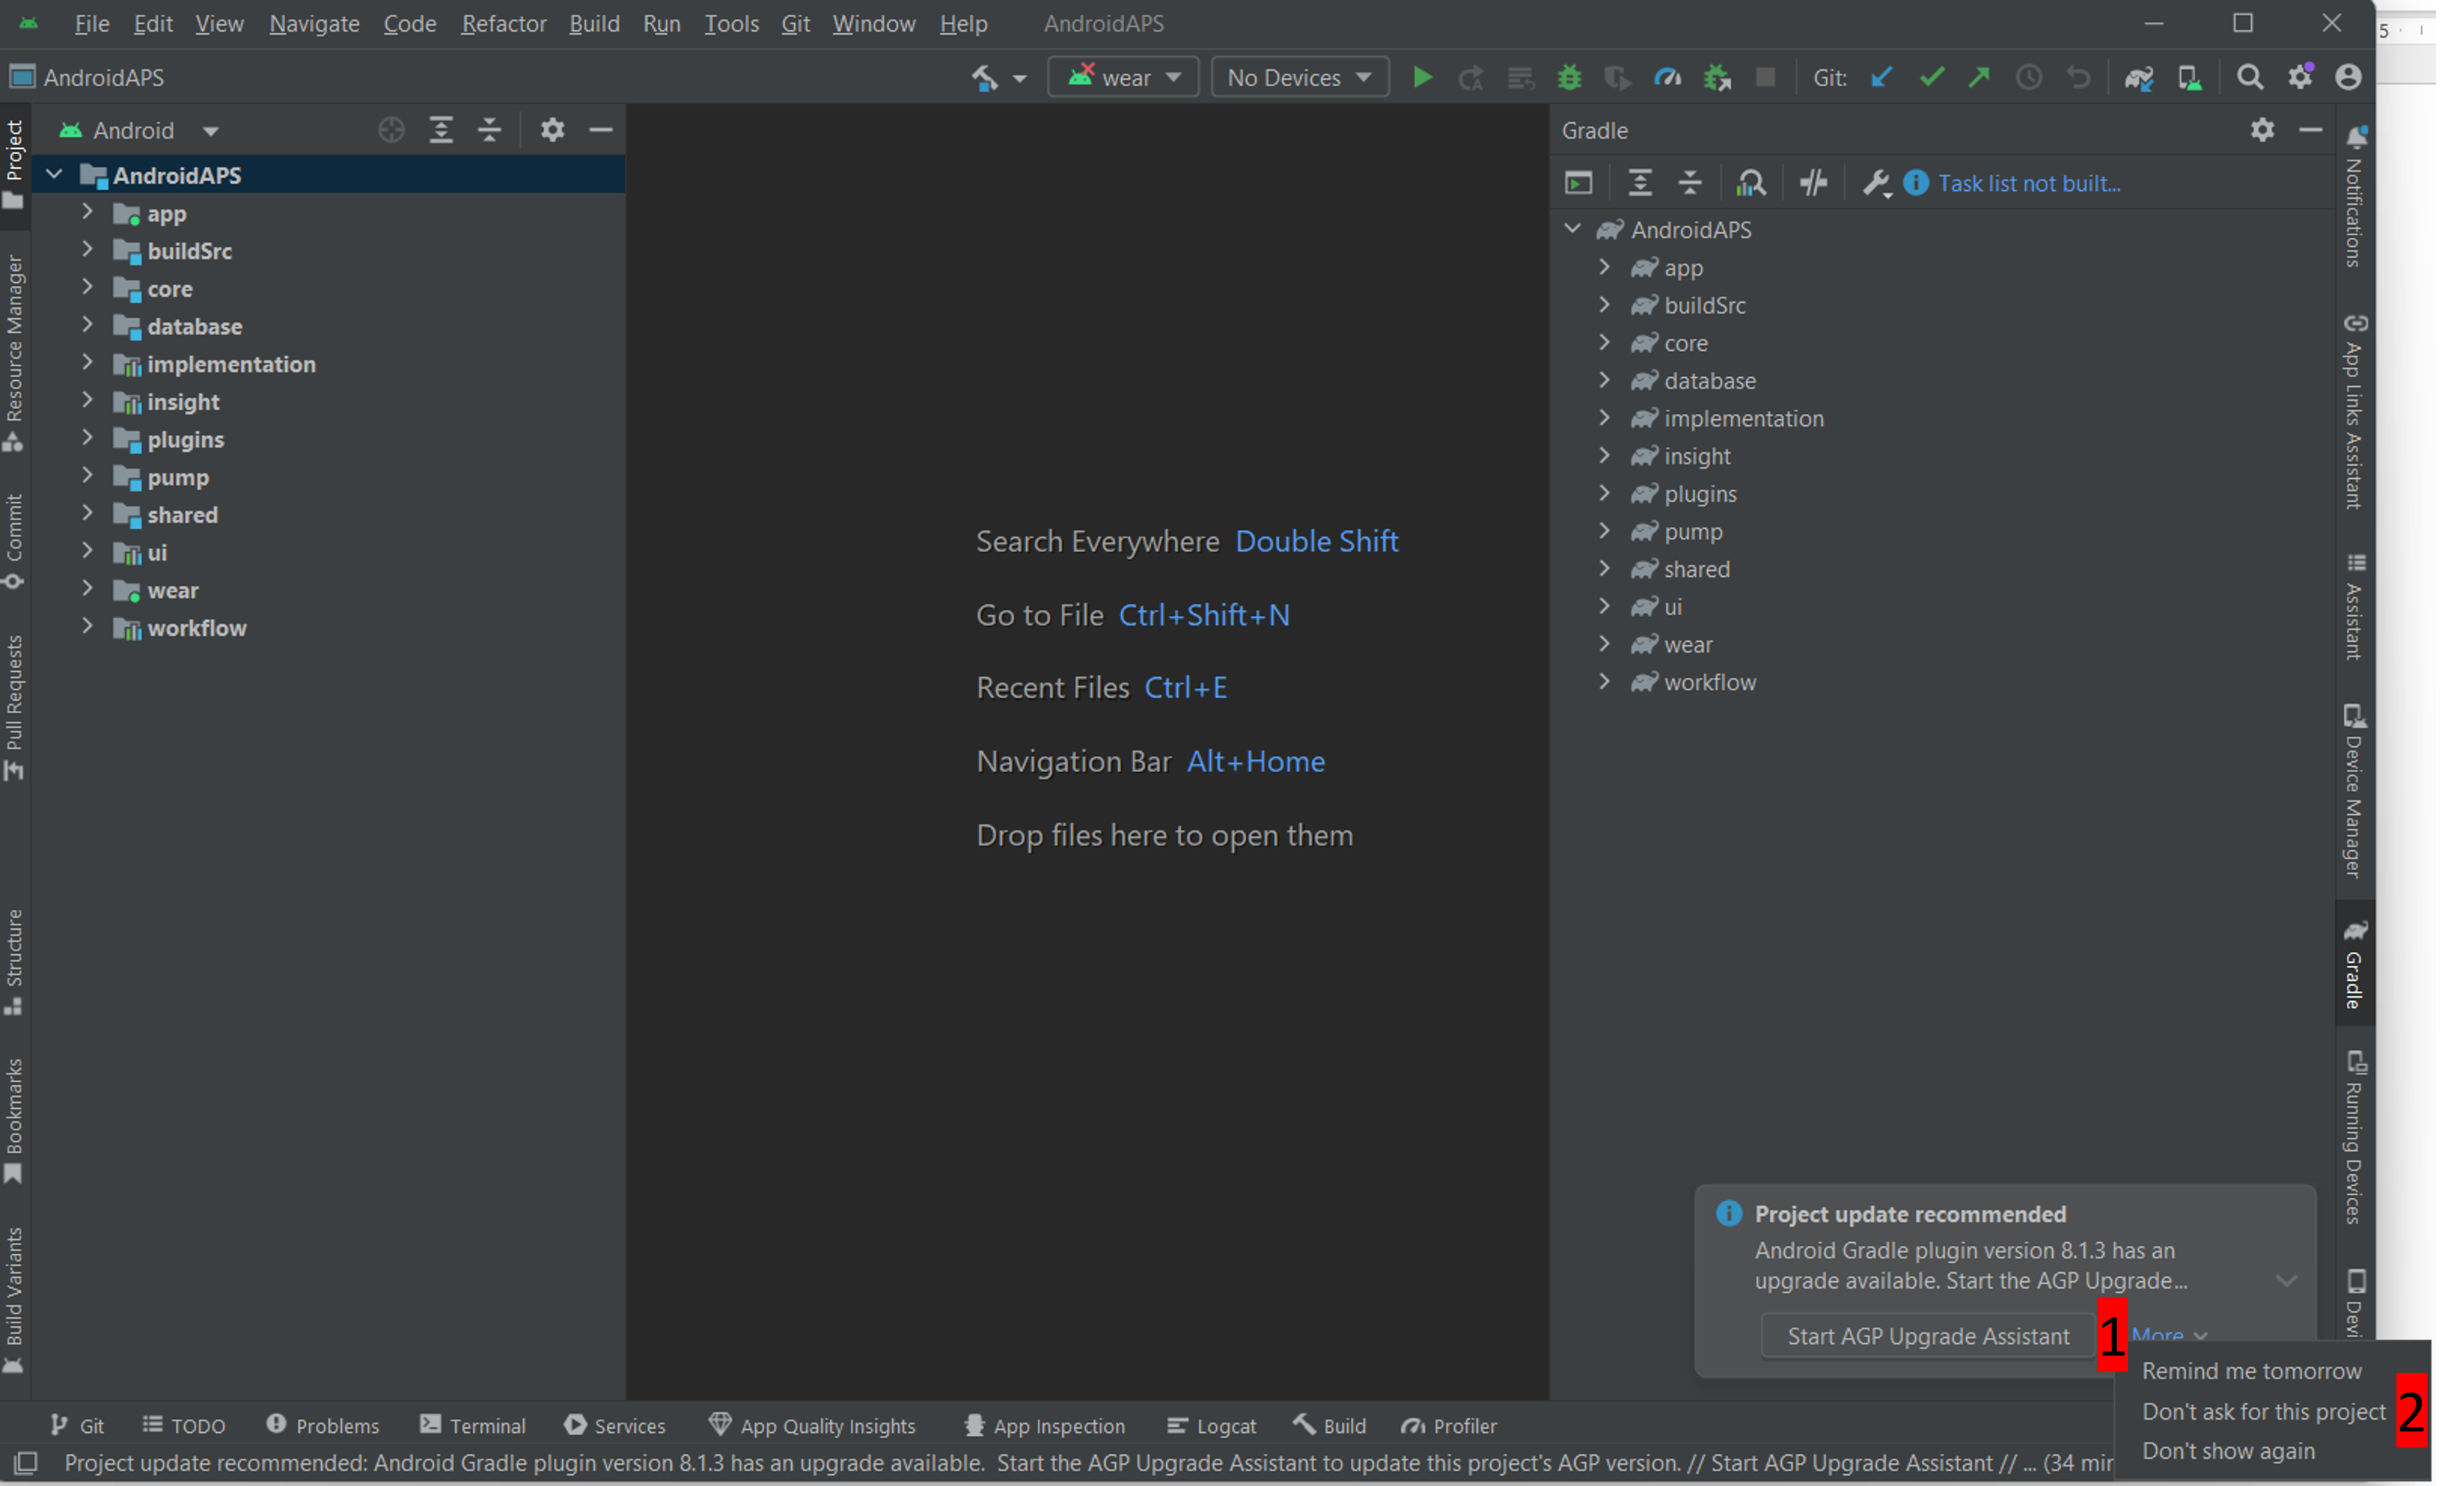 File Edit View Navigate Code Refactor Build Run Tools Git Window Help AndroidAPS
5
AndroidAPS
wear
No Devices
Git:
Project
Resource Manager
Commit
Pull Requests
Structure
Bookmarks
Build Variants
Android
AndroidAPS
app
buildSrc
core
database
implementation
insight
plugins
pump
shared
ui
wear
workflow
Search Everywhere Double Shift
Go to File Ctrl+Shift+N
Recent Files Ctrl+E
Navigation Bar Alt+Home
Drop files here to open them
Gradle
Task list not built...
AndroidAPS
app
buildSrc
core
database
implementation
insight
plugins
pump
shared
ui
wear
workflow
Notifications
App Links Assistant
Assistant
Device Manager
Gradle
Running Devices
Devi
Project update recommended
Android Gradle plugin version 8.1.3 has an
upgrade available. Start the AGP Upgrade...
Start AGP Upgrade Assistant 1 More
Remind me tomorrow
Don't ask for this project 2
Don't show again
Git TODO Problems Terminal Services App Quality Insights App Inspection Logcat Build Profiler
Project update recommended: Android Gradle plugin version 8.1.3 has an upgrade available. Start the AGP Upgrade Assistant to update this project's AGP version. // Start AGP Upgrade Assistant // ... (34 mir